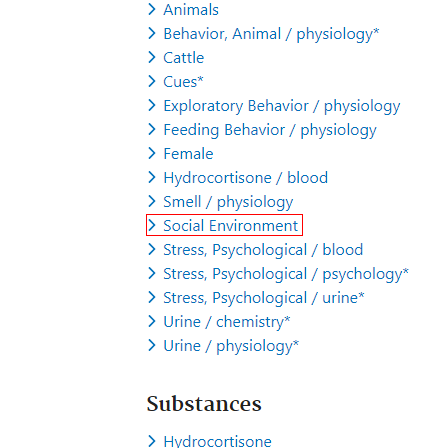 Animals
Behavior, Animal / physiology*
Cattle
Cues*
Exploratory Behavior / physiology
Feeding Behavior / physiology
Female
Hydrocortisone / blood
Smell / physiology
Social Environment
Stress, Psychological / blood
Stress, Psychological / psychology*
Stress, Psychological / urine*
Urine / chemistry*
Urine / physiology*
Substances
Hydrocortisone